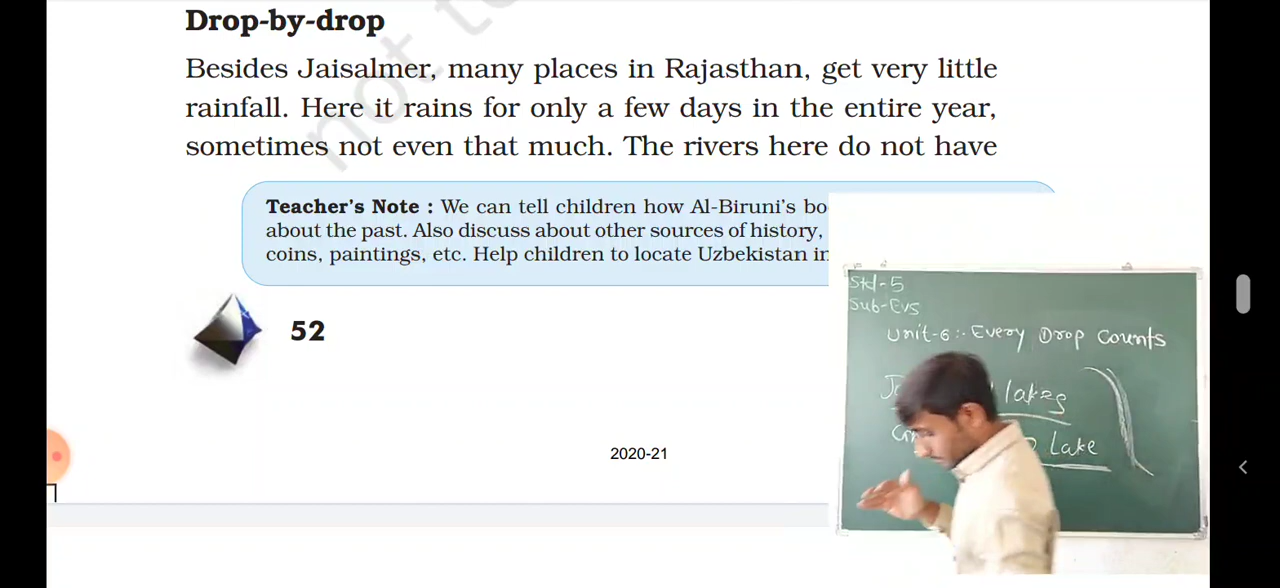 Drop-by-drop
Besides Jaisalmer, many places in Rajasthan, get very little
rainfall. Here it rains for only a few days in the entire year,
sometimes not even that much. The rivers here do not have
Teacher's Note : We can tell children how Al-Biruni's bo
about the past. Also discuss about other sources of history,
coins, paintings, etc. Help children to locate Uzbekistan in
52
2020-21
not to
Std-5
Sub-Evs
Unit-6:- Every Drop Counts
lakes
Lake